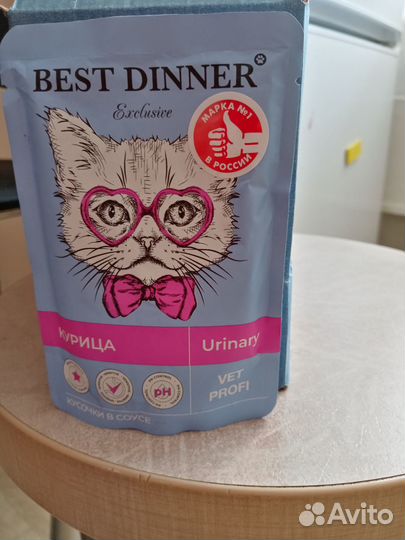 BEST DINNER
Exclusive
МАРКА №1
В РОССИИ
КУРИЦА
Urinary
pH
VET
PROFI
КУСОЧКИ В СОУСЕ
Avito